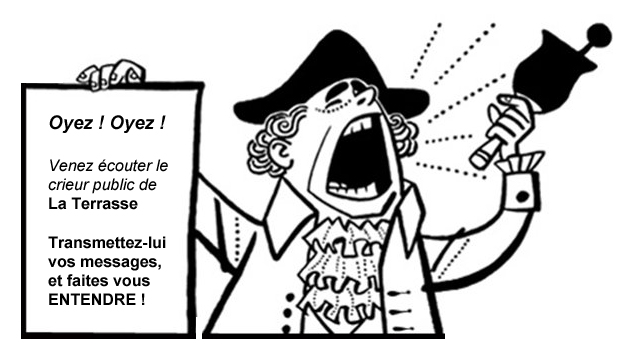 Oyez ! Oyez !
Venez écouter le
crieur public de
La Terrasse
Transmettez-lui
vos messages,
et faites vous
ENTENDRE !